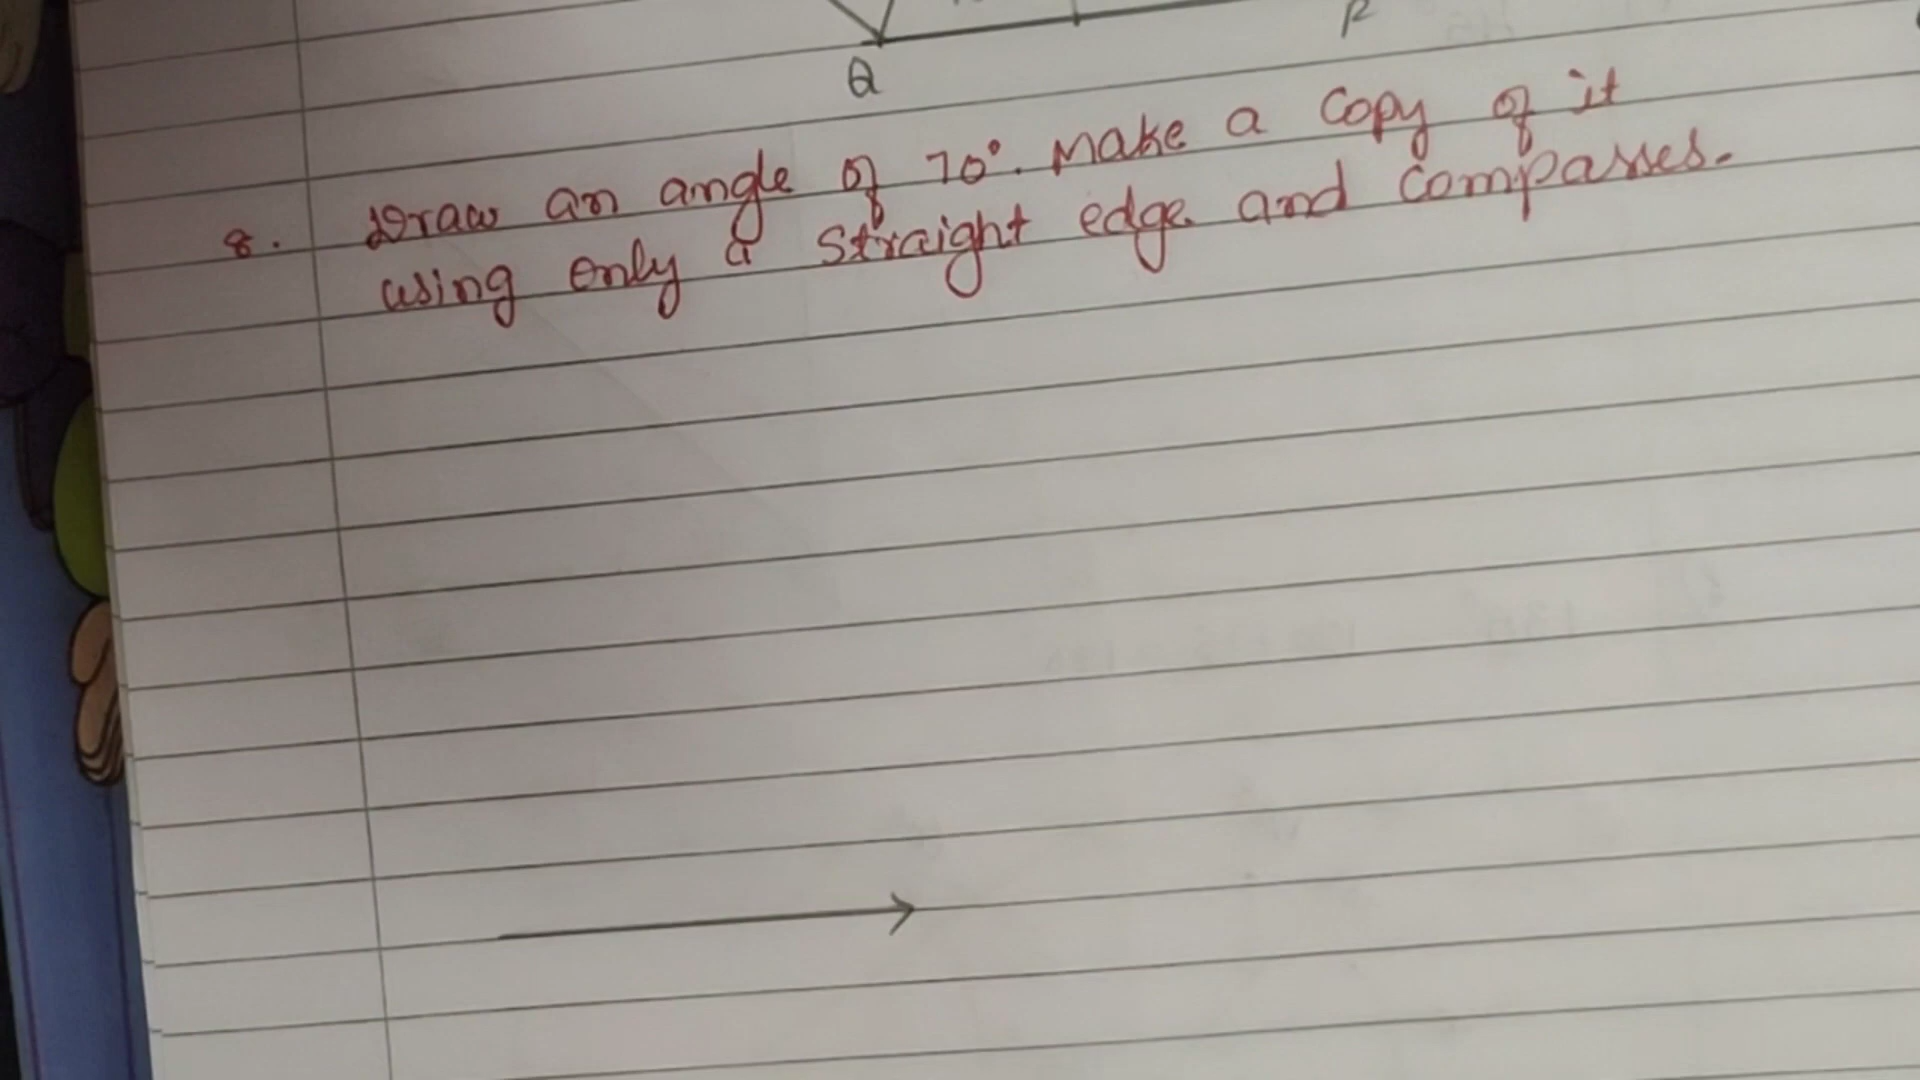 Q
P
8. Draw an angle of 70°. Make a copy of it
using only a straight edge and compasses.